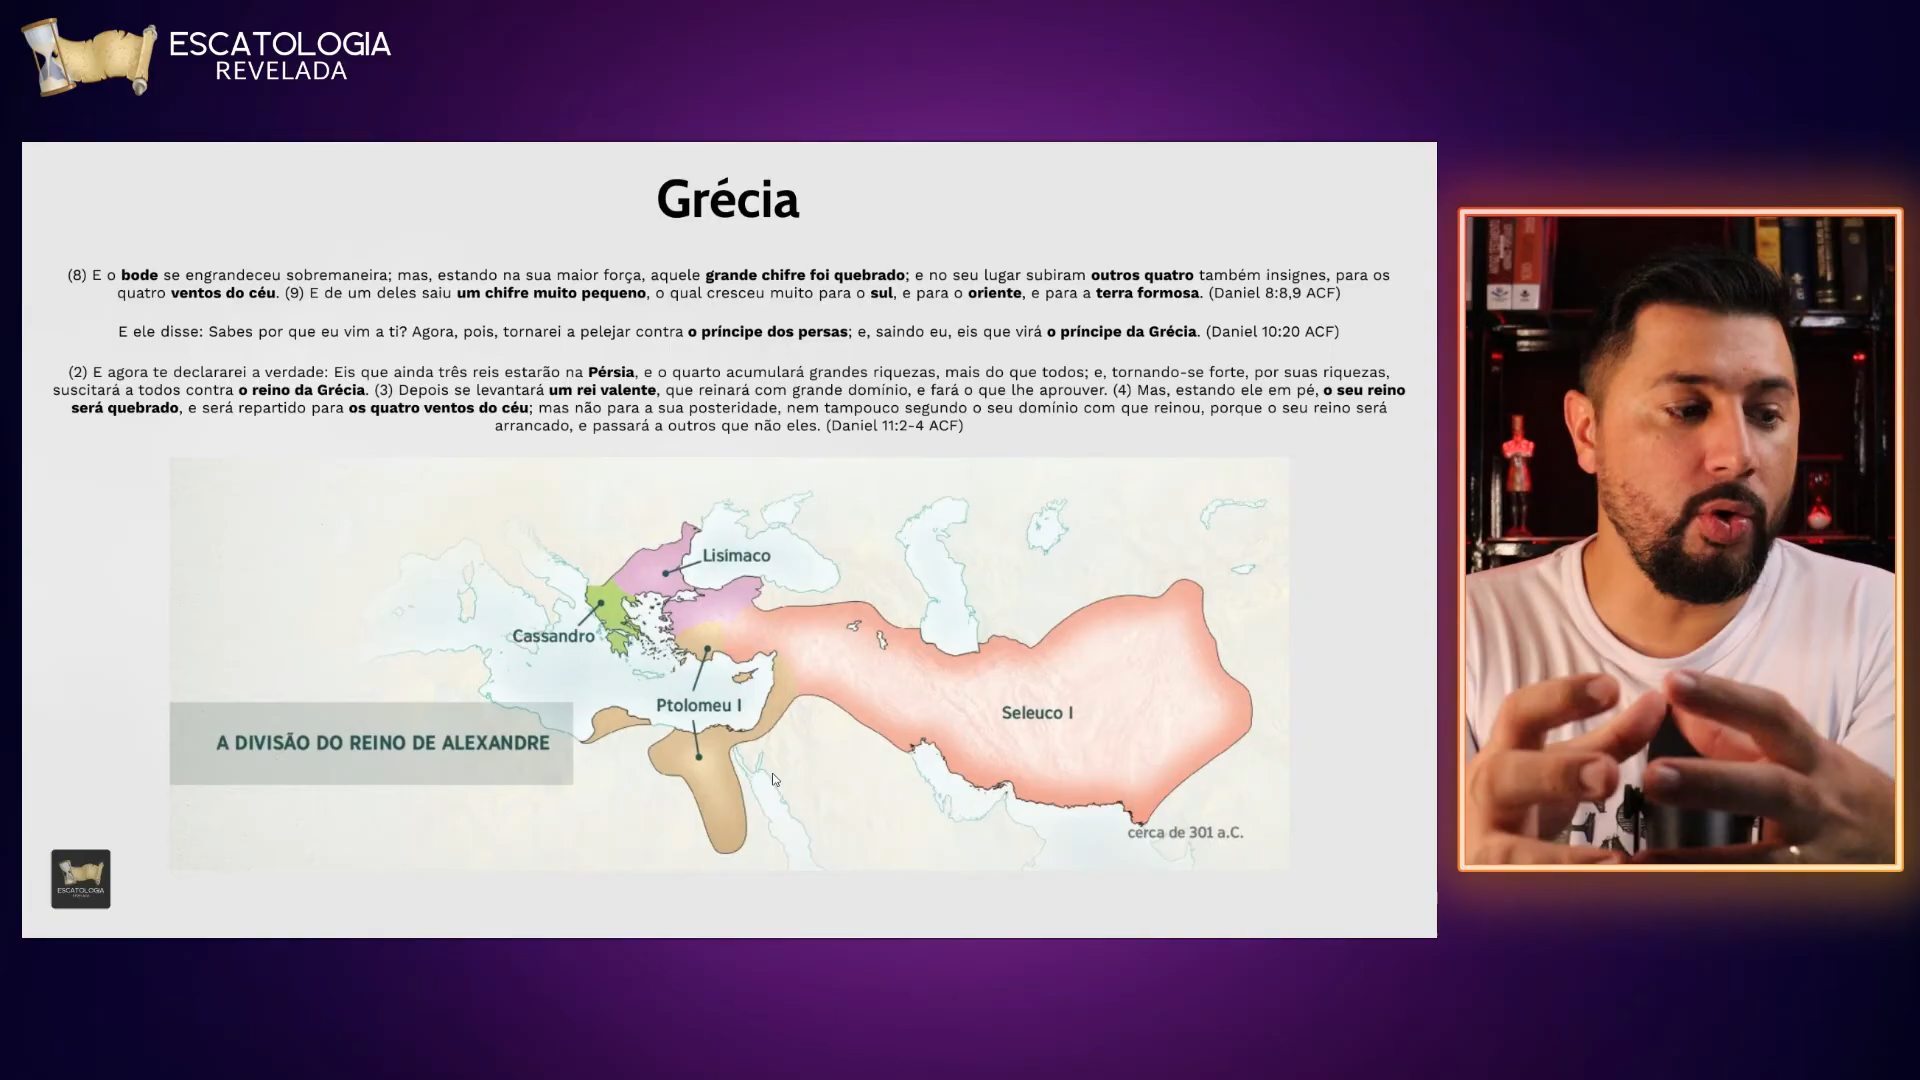 ESCATOLOGIA
REVELADA
Grécia
(8) E o bode se engrandeceu sobremaneira; mas, estando na sua maior força, aquele grande chifre foi quebrado; e no seu lugar subiram outros quatro também insignes, para os
quatro ventos do céu. (9) E de um deles saiu um chifre muito pequeno, o qual cresceu muito para o sul, e para o oriente, e para a terra formosa. (Daniel 8:8,9 ACF)
E ele disse: Sabes por que eu vim a ti? Agora, pois, tornarei a pelejar contra o príncipe dos persas; e, saindo eu, eis que virá o príncipe da Grécia. (Daniel 10:20 ACF)
(2) E agora te declararei a verdade: Eis que ainda três reis estarão na Pérsia, e o quarto acumulará grandes riquezas, mais do que todos; e, tornando-se forte, por suas riquezas,
suscitará a todos contra o reino da Grécia. (3) Depois se levantará um rei valente, que reinará com grande domínio, e fará o que lhe aprouver. (4) Mas, estando ele em pé, o seu reino
será quebrado, e será repartido para os quatro ventos do céu; mas não para a sua posteridade, nem tampouco segundo o seu domínio com que reinou, porque o seu reino será
arrancado, e passará a outros que não eles. (Daniel 11:2-4 ACF)
Lisímaco
Cassandro
Ptolomeu I
Seleuco I
A DIVISÃO DO REINO DE ALEXANDRE
cerca de 301 a.C.
ESCATOLOGIA
REVELADA